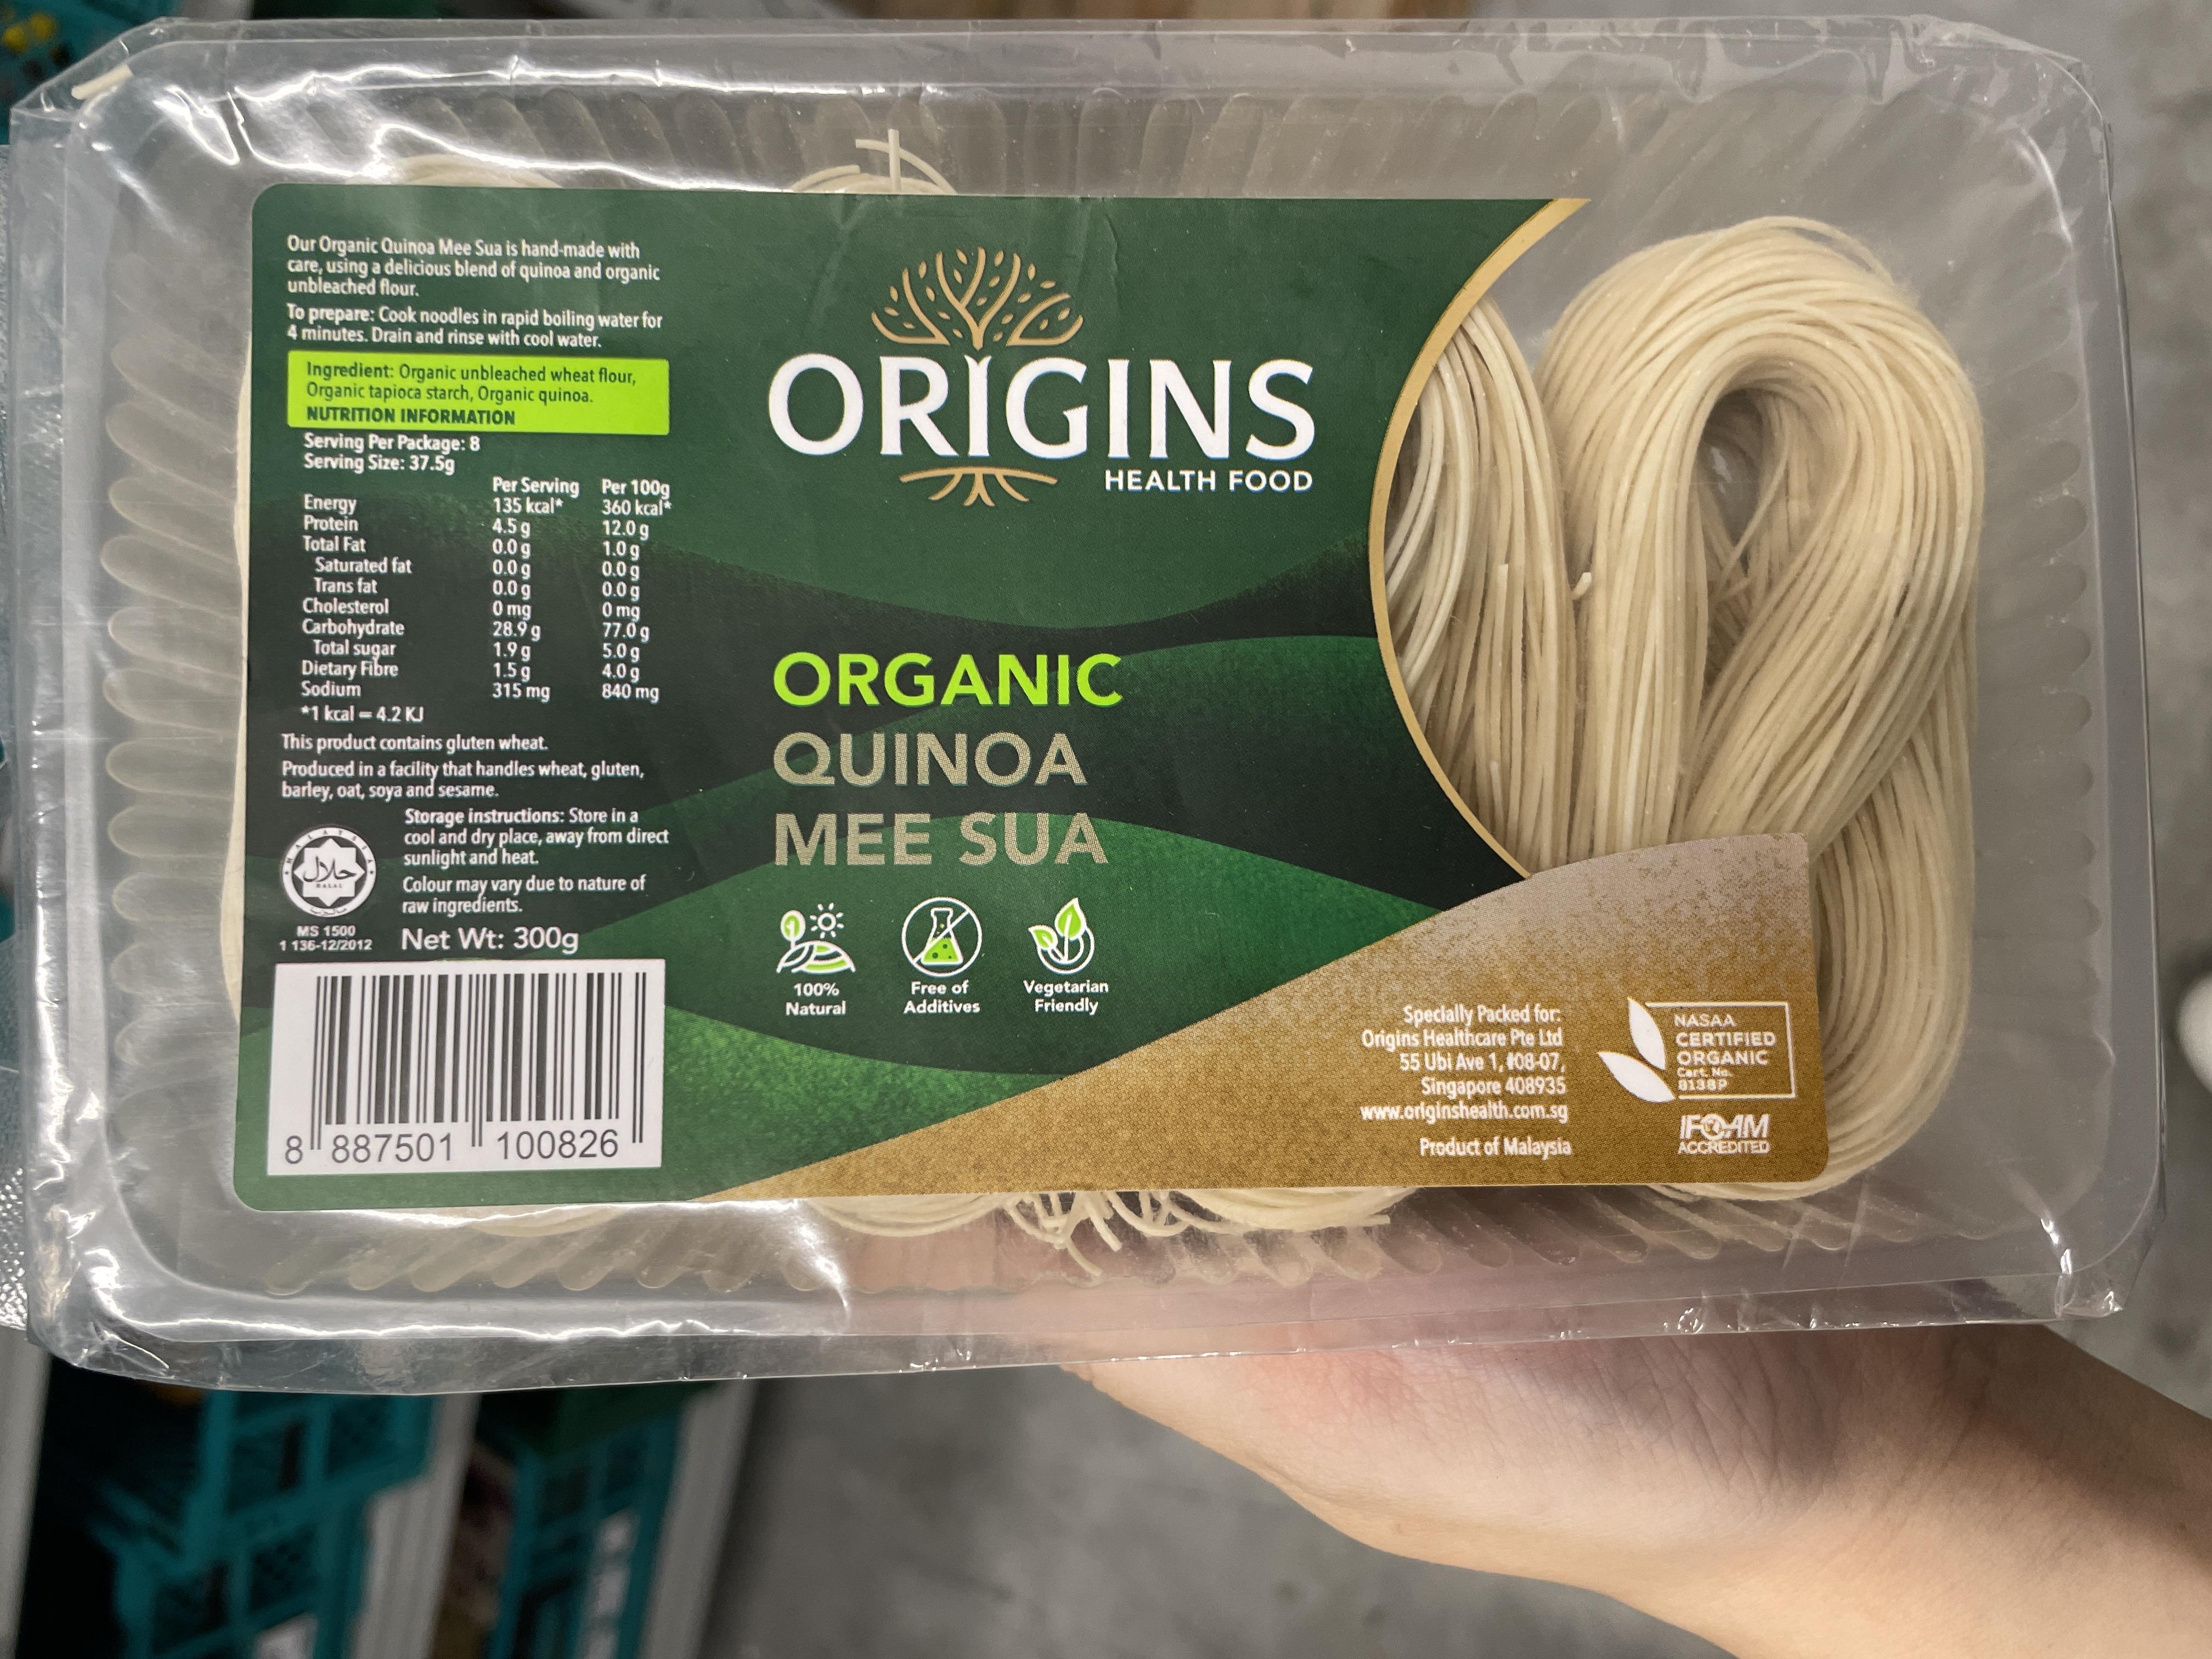 Our Organic Quinoa Mee Sua is hand-made with
care, using a delicious blend of quinoa and organic
unbleached flour.
To prepare: Cook noodles in rapid boiling water for
4 minutes. Drain and rinse with cool water.
Ingredient: Organic unbleached wheat flour,
Organic tapioca starch, Organic quinoa.
NUTRITION INFORMATION
Serving Per Package: 8
Serving Size: 37.5g
Per Serving Per 100g
Energy 135 kcal* 360 kcal*
Protein 4.5 g 12.0 g
Total Fat 0.0 g 1.0 g
Saturated fat 0.0 g 0.0 g
Trans fat 0.0 g 0.0 g
Cholesterol 0 mg 0 mg
Carbohydrate 28.9 g 77.0 g
Total sugar 1.9 g 5.0 g
Dietary Fibre 1.5 g 4.0 g
Sodium 315 mg 840 mg
*1 kcal = 4.2 KJ
This product contains gluten wheat.
Produced in a facility that handles wheat, gluten,
barley, oat, soya and sesame.
Storage instructions: Store in a
cool and dry place, away from direct
sunlight and heat.
Colour may vary due to nature of
raw ingredients.
MALAYSIA
حلال
HALAL
MS 1500
1 136-12/2012
Net Wt: 300g
8 887501 100826
ORIGINS
HEALTH FOOD
ORGANIC
QUINOA
MEE SUA
100%
Natural
Free of
Additives
Vegetarian
Friendly
Specially Packed for:
Origins Healthcare Pte Ltd
55 Ubi Ave 1, #08-07,
Singapore 408935
www.originshealth.com.sg
Product of Malaysia
NASAA
CERTIFIED
ORGANIC
Cert. No.
8138P
IFOAM
ACCREDITED